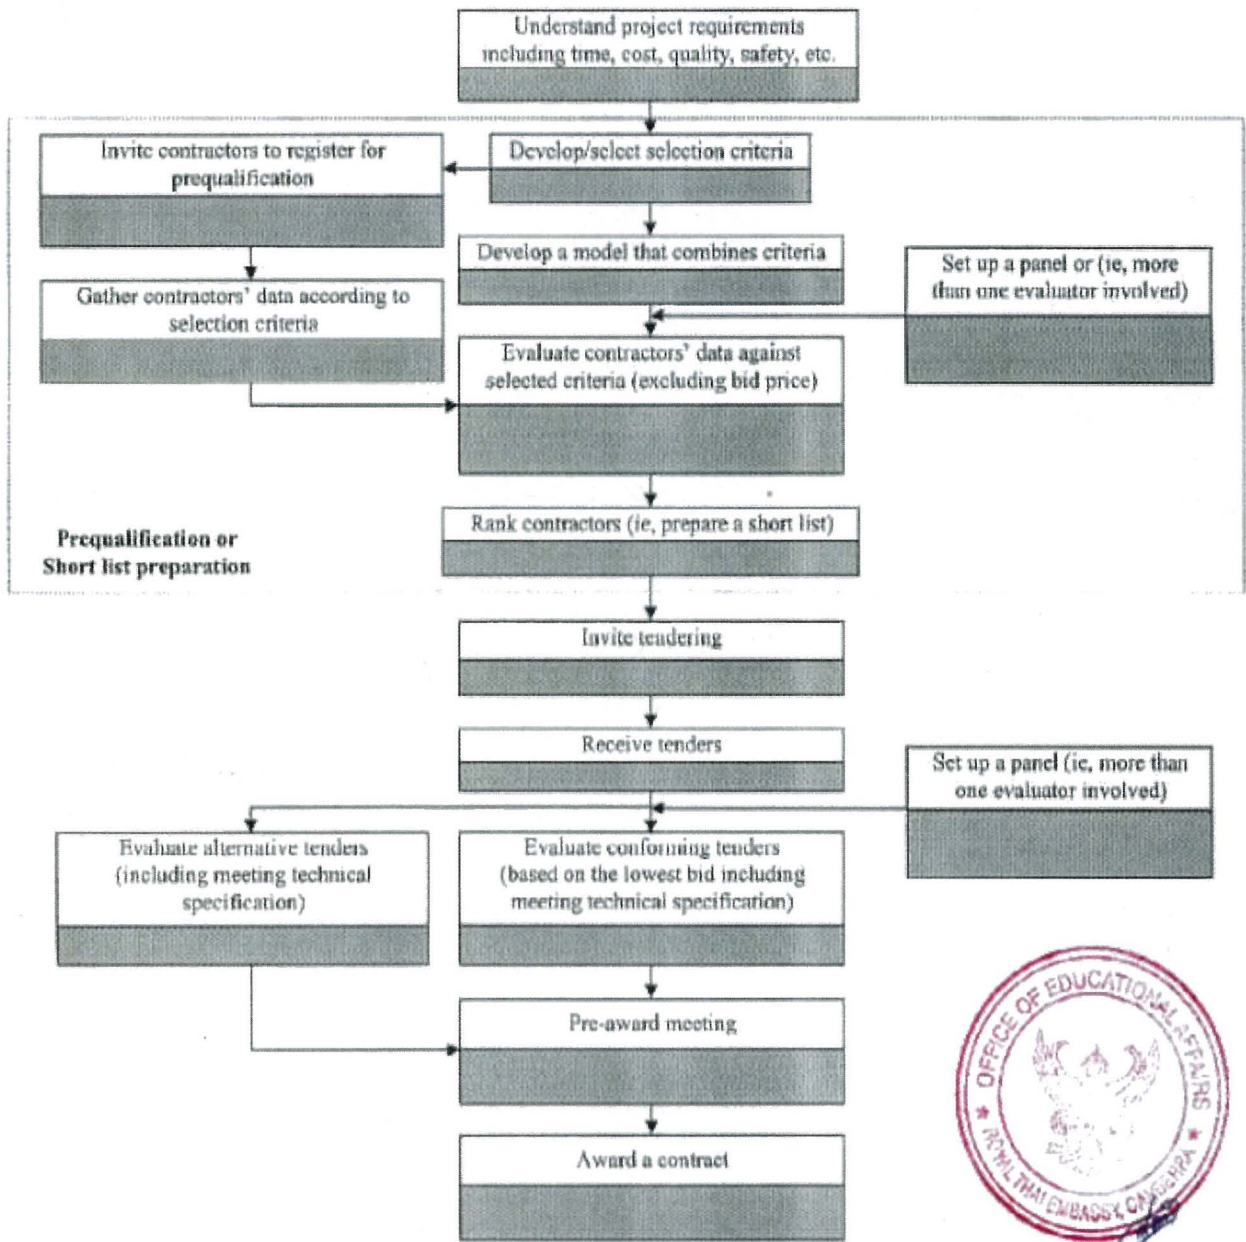 Understand project requirements
including time, cost, quality, safety, etc.
Invite contractors to register for
prequalification
Develop/select selection criteria
Develop a model that combines criteria
Set up a panel or (ie, more
than one evaluator involved)
Gather contractors' data according to
selection criteria
Evaluate contractors' data against
selected criteria (excluding bid price)
Rank contractors (ie, prepare a short list)
Prequalification or
Short list preparation
Invite tendering
Receive tenders
Set up a panel (ie, more than
one evaluator involved)
Evaluate alternative tenders
(including meeting technical
specification)
Evaluate conforming tenders
(based on the lowest bid including
meeting technical specification)
Pre-award meeting
Award a contract
OFFICE OF EDUCATIONAL AFFAIRS
ROYAL THAI EMBASSY, CANBERRA